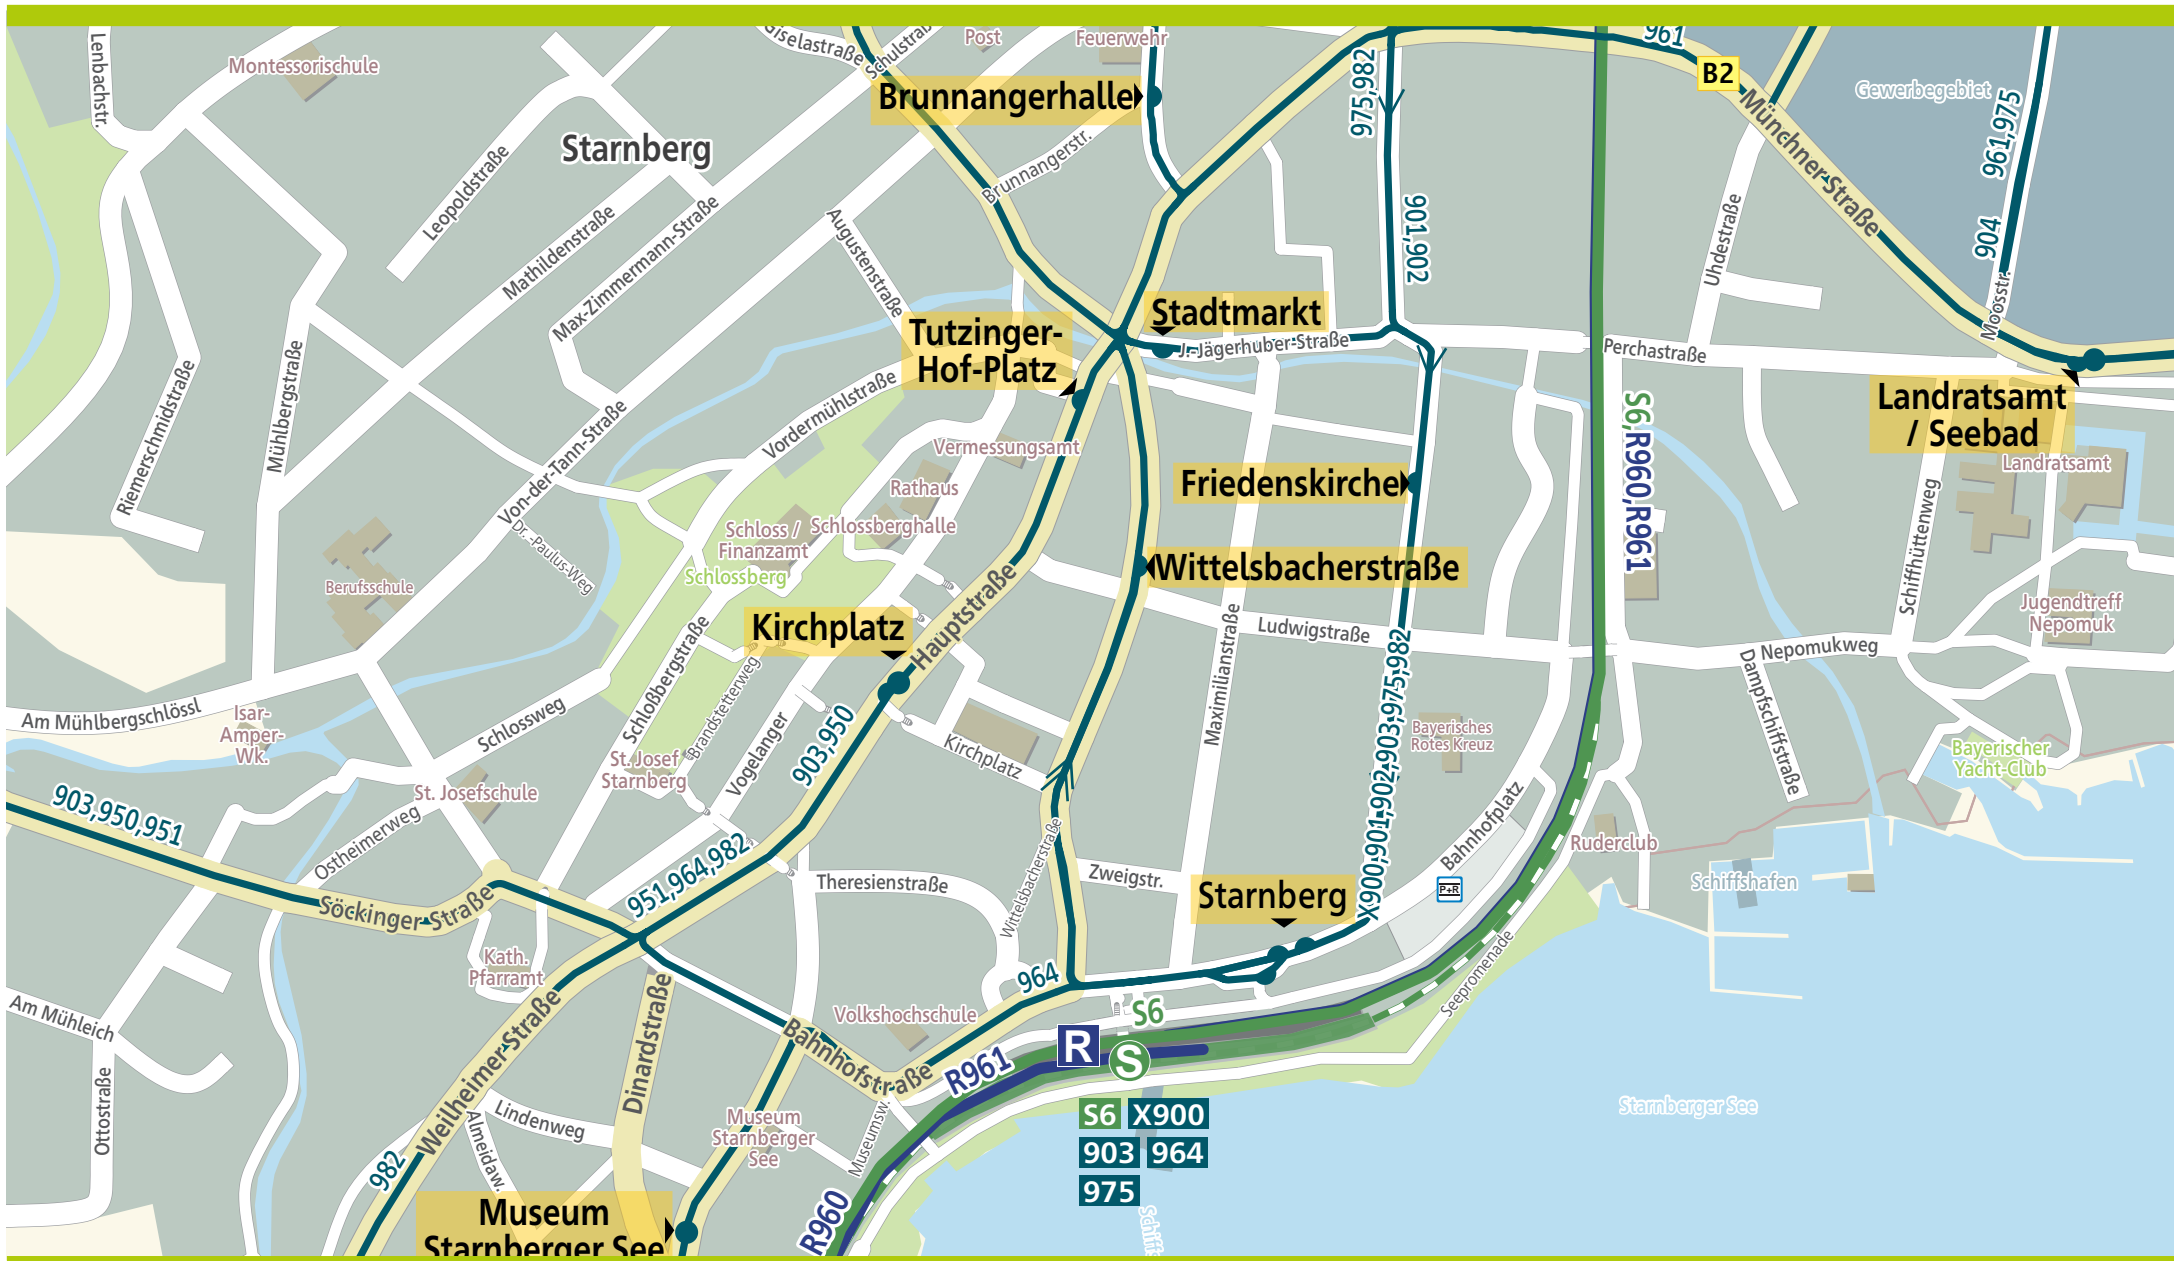 Lenbachstr.
Montessorischule
Giselastraße
Schulstraß
Post
Feuerwehr
961
B2
Gewerbegebiet
Brunnangerhalle
975,982
961,975
Münchner Straße
Starnberg
Leopoldstraße
Brunnangerstr.
Mathildenstraße
Max-Zimmermann-Straße
Augustenstraße
901,902
Uhdestraße
904
Moosstr.
Stadtmarkt
Tutzinger-
Hof-Platz
J.-Jägerhuber Straße
Perchastraße
Riemerschmidstraße
Mühlbergstraße
Vordermühlstraße
Landratsamt
/ Seebad
S6,R960,R961
Von-der-Tann-Straße
Vermessungsamt
Landratsamt
Friedenskirche
Rathaus
Schloss /
Finanzamt
Schlossberghalle
Dr.-Paulus-Weg
Schlossberg
Berufsschule
Wittelsbacherstraße
Schiffhüttenweg
Jugendtreff
Nepomuk
Hauptstraße
Kirchplatz
Maximilianstraße
Ludwigstraße
Nepomukweg
Dampfschiffstraße
Schloßbergstraße
Brandstetterweg
Am Mühlbergschlössl
Isar-
Amper-
Wk.
Schlossweg
Vogelanger
903,950
Kirchplatz
X900,901,902,903,975,982
Bayerisches
Rotes Kreuz
Bayerischer
Yacht-Club
St. Josef
Starnberg
St. Josefschule
903,950,951
Ostheimerweg
951,964,982
Theresienstraße
Wittelsbacherstraße
Zweigstr.
Bahnhofplatz
P+R
Ruderclub
Schiffshafen
Starnberg
Söckinger Straße
Kath.
Pfarramt
964
Seepromenade
Am Mühleich
Weilheimer Straße
Dinardstraße
Volkshochschule
Bahnhofstraße
S6
R
S
R961
Ottostraße
Lindenweg
Almeidaw.
Museum
Starnberger
See
Museumsw.
S6 X900
903 964
975
Starnberger See
982
R960
Museum
Starnberger See
Schiffs